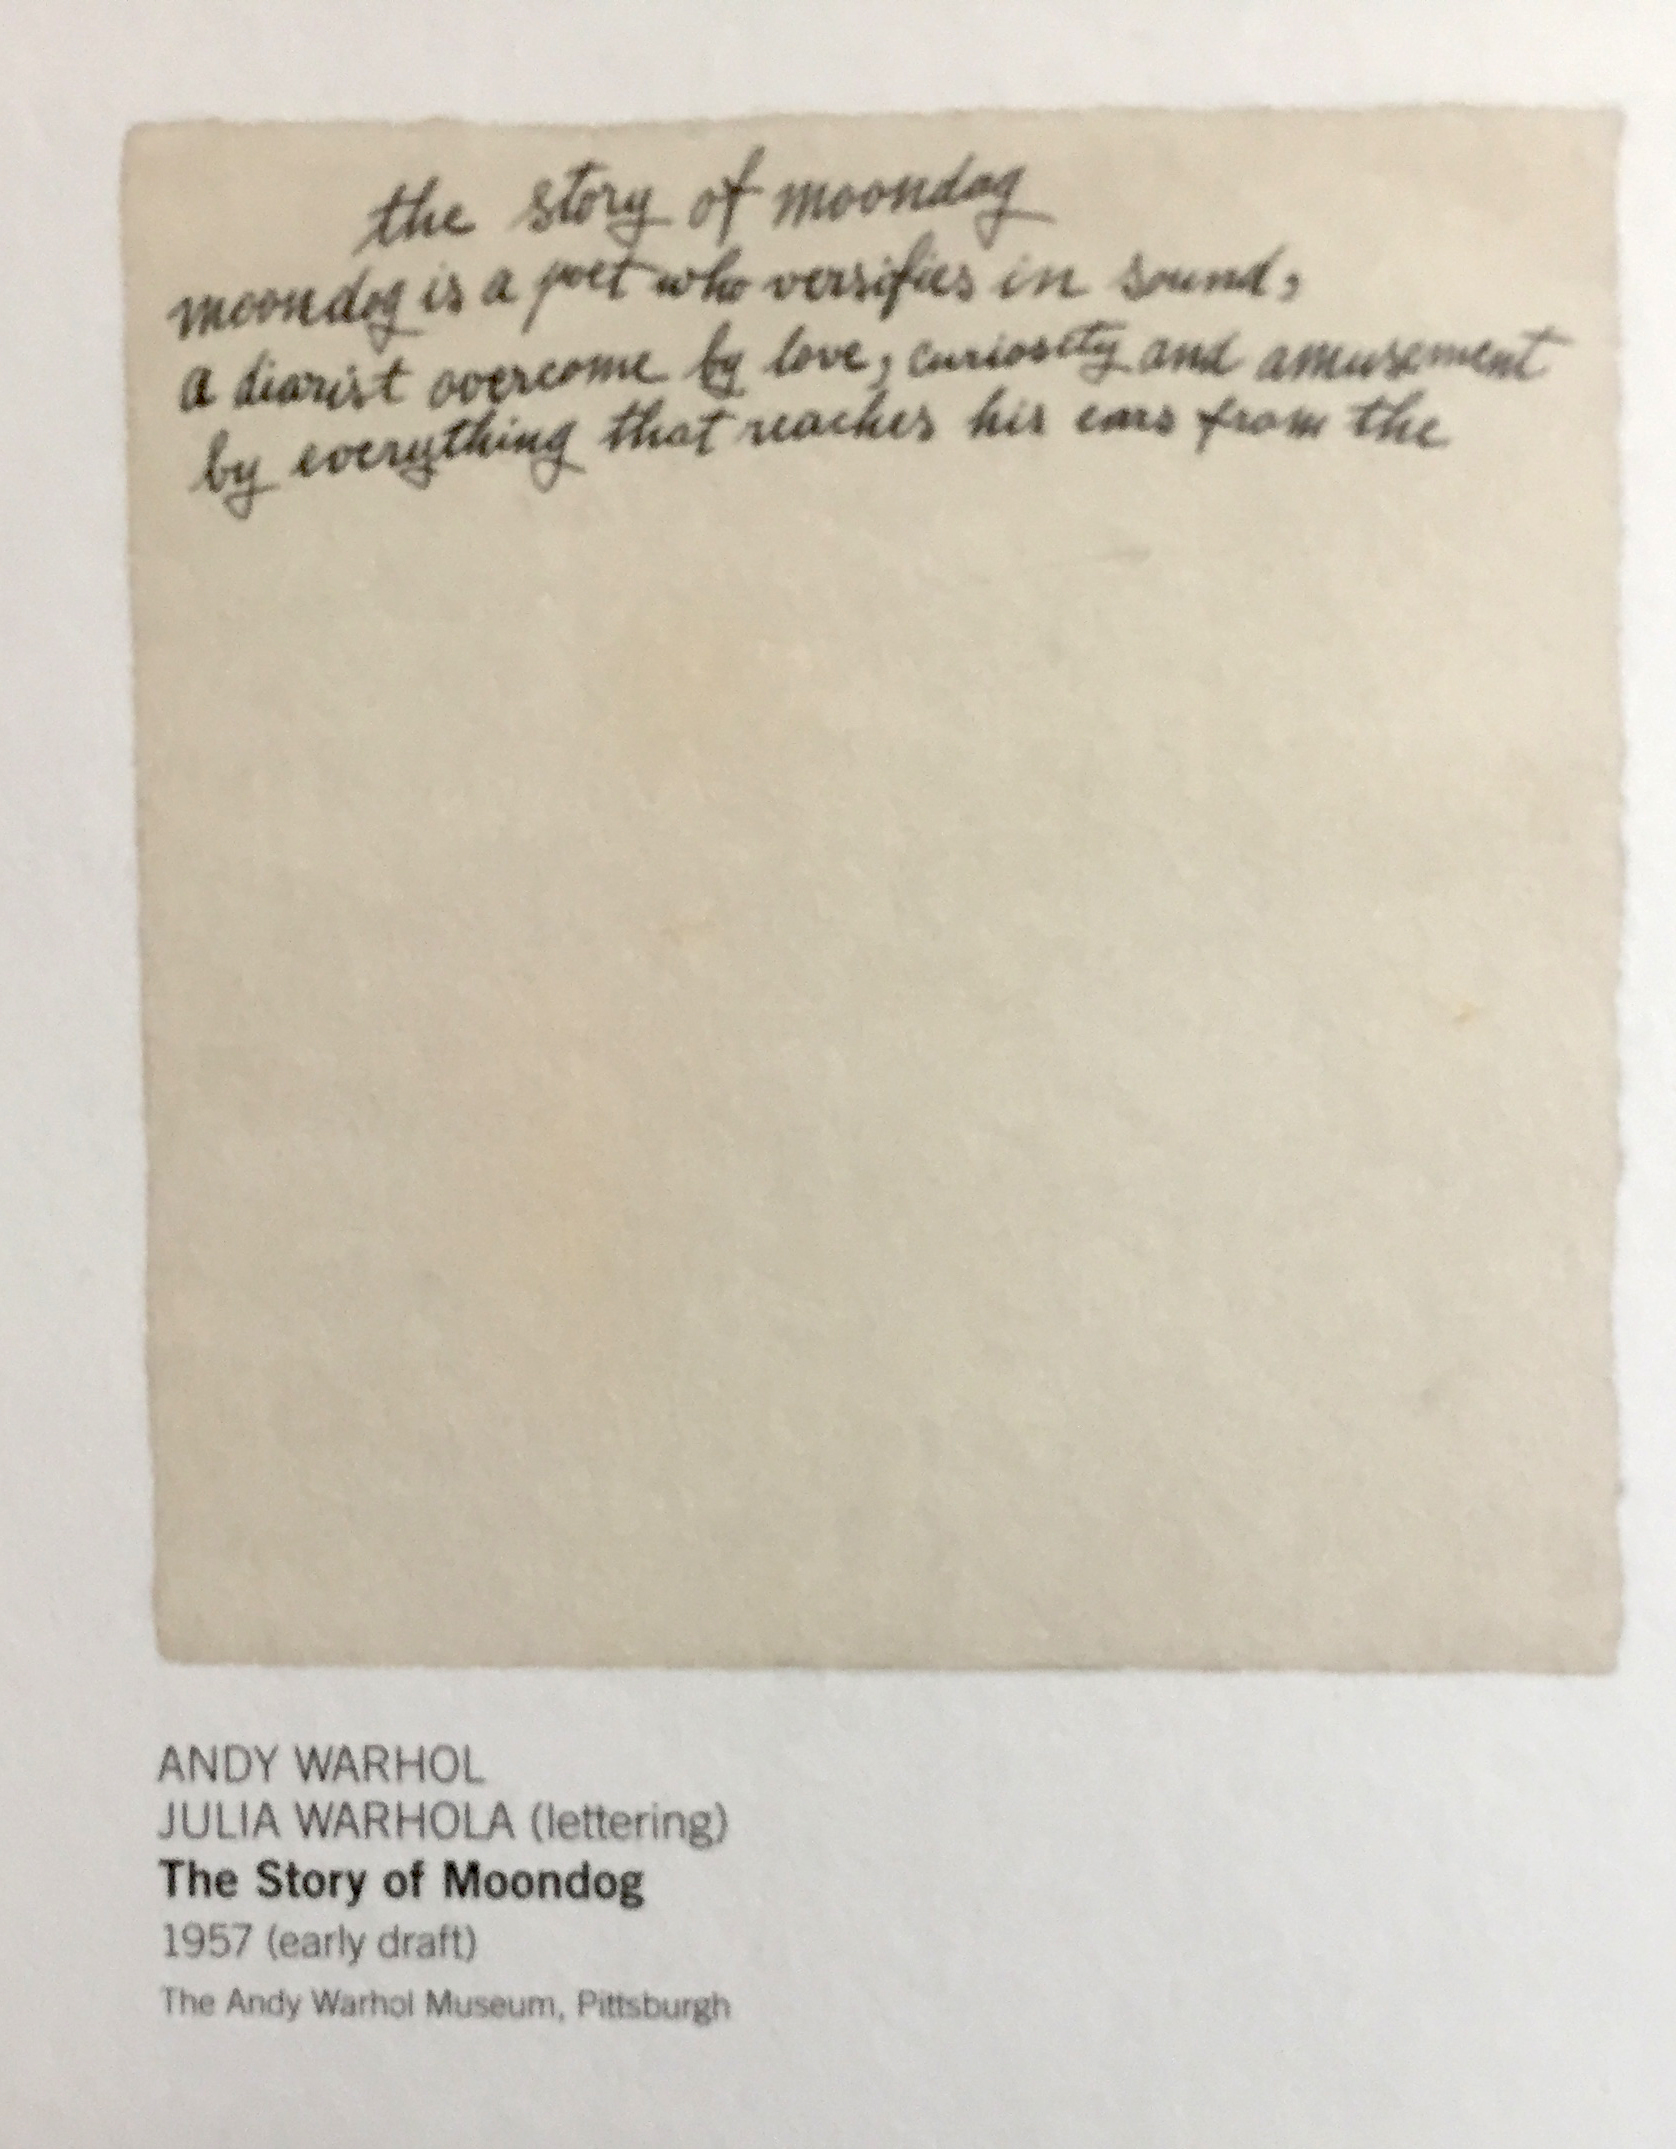 the story of moondog
moondog is a poet who versifies in sound,
a diarist overcome by love, curiosity and amusement
by everything that reaches his ears from the
ANDY WARHOL
JULIA WARHOLA (lettering)
The Story of Moondog
1957 (early draft)
The Andy Warhol Museum, Pittsburgh